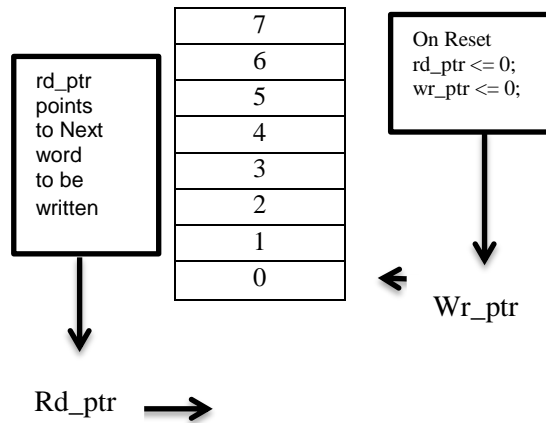 rd_ptr
points
to Next
word
to be
written
7
6
5
4
3
2
1
0
On Reset
rd_ptr <= 0;
wr_ptr <= 0;
Wr_ptr
Rd_ptr